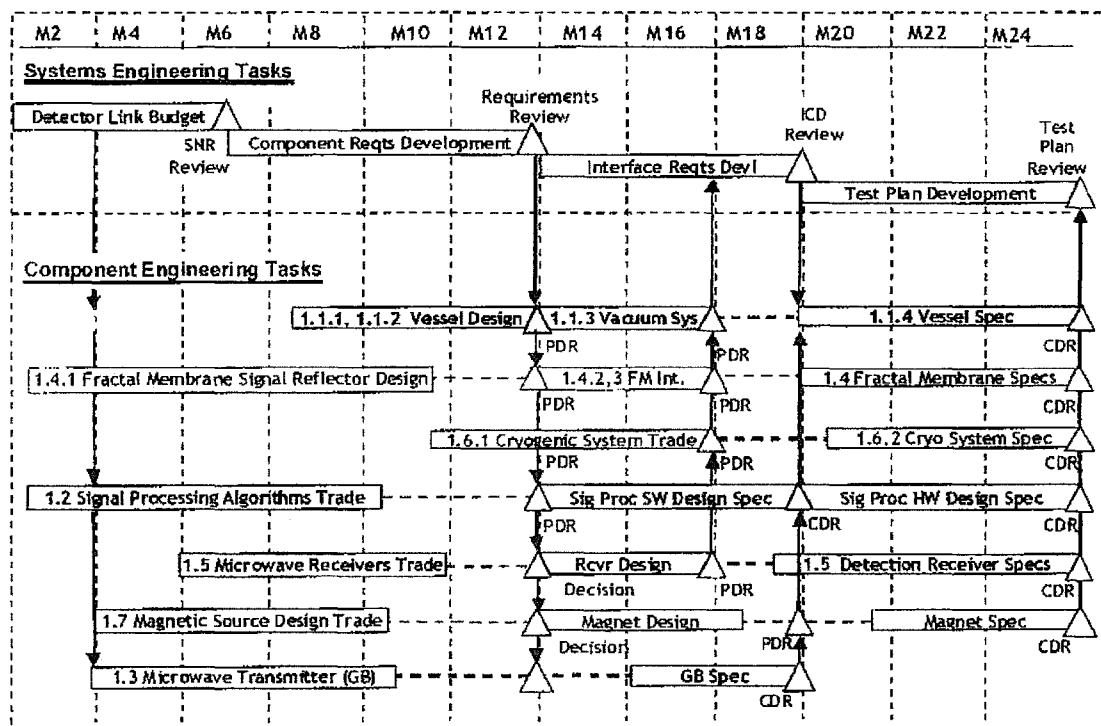 M2 M4 M6 M8 M10 M12 M14 M16 M18 M20 M22 M24
Systems Engineering Tasks
Requirements
Review
Detector Link Budget
SNR
Review
Component Reqts Development
ICD
Review
Interface Reqts Devl
Test
Plan
Review
Test Plan Development
Component Engineering Tasks
1.1.1, 1.1.2 Vessel Design
1.1.3 Vacuum Sys
1.1.4 Vessel Spec
PDR
PDR
CDR
1.4.1 Fractal Membrane Signal Reflector Design
1.4.2,3 FM Int.
1.4 Fractal Membrane Specs
PDR
PDR
CDR
1.6.1 Cryogenic System Trade
1.6.2 Cryo System Spec
PDR
PDR
CDR
1.2 Signal Processing Algorithms Trade
Sig Proc SW Design Spec
Sig Proc HW Design Spec
PDR
CDR
CDR
1.5 Microwave Receivers Trade
Rcvr Design
1.5 Detection Receiver Specs
Decision
PDR
CDR
1.7 Magnetic Source Design Trade
Magnet Design
Magnet Spec
Decision
PDR
CDR
1.3 Microwave Transmitter (GB)
GB Spec
CDR